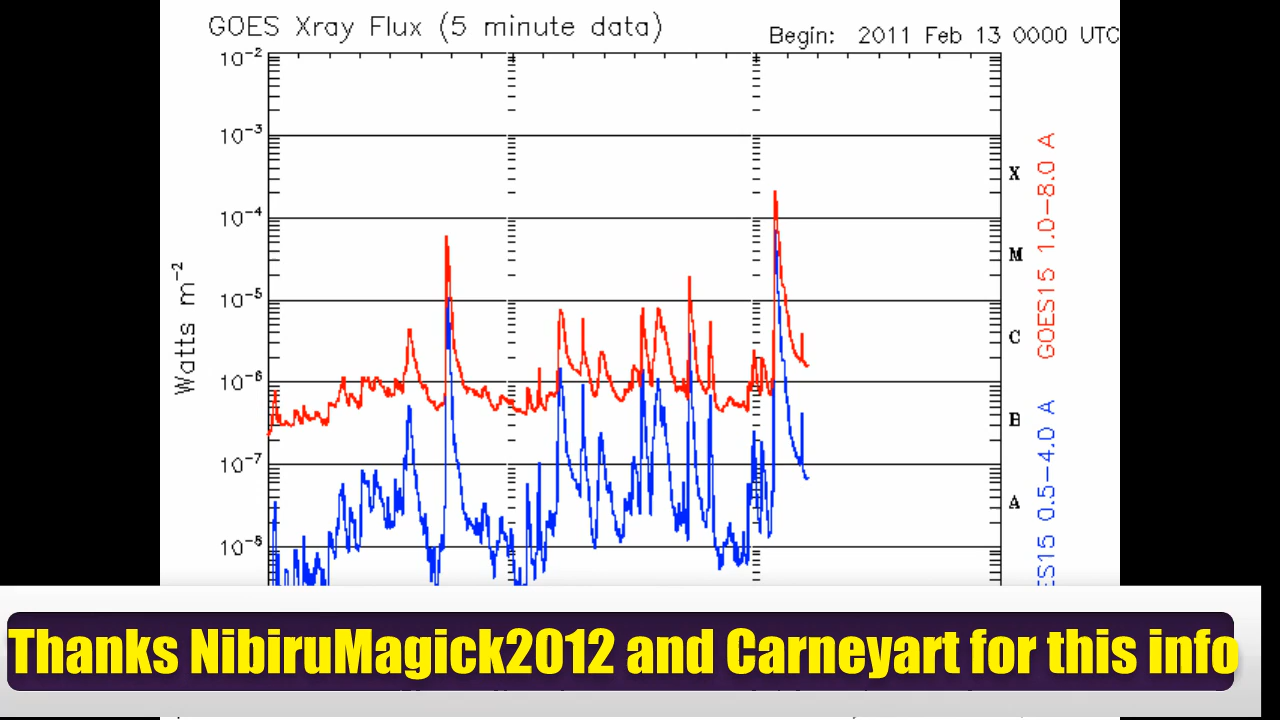 GOES Xray Flux (5 minute data)
Begin: 2011 Feb 13 0000 UTC
10⁻²
10⁻³
10⁻⁴
10⁻⁵
10⁻⁶
10⁻⁷
10⁻⁸
Watts m⁻²
X
M
C
B
A
GOES15 1.0-8.0 A
ES15 0.5-4.0 A
Thanks NibiruMagick2012 and Carneyart for this info